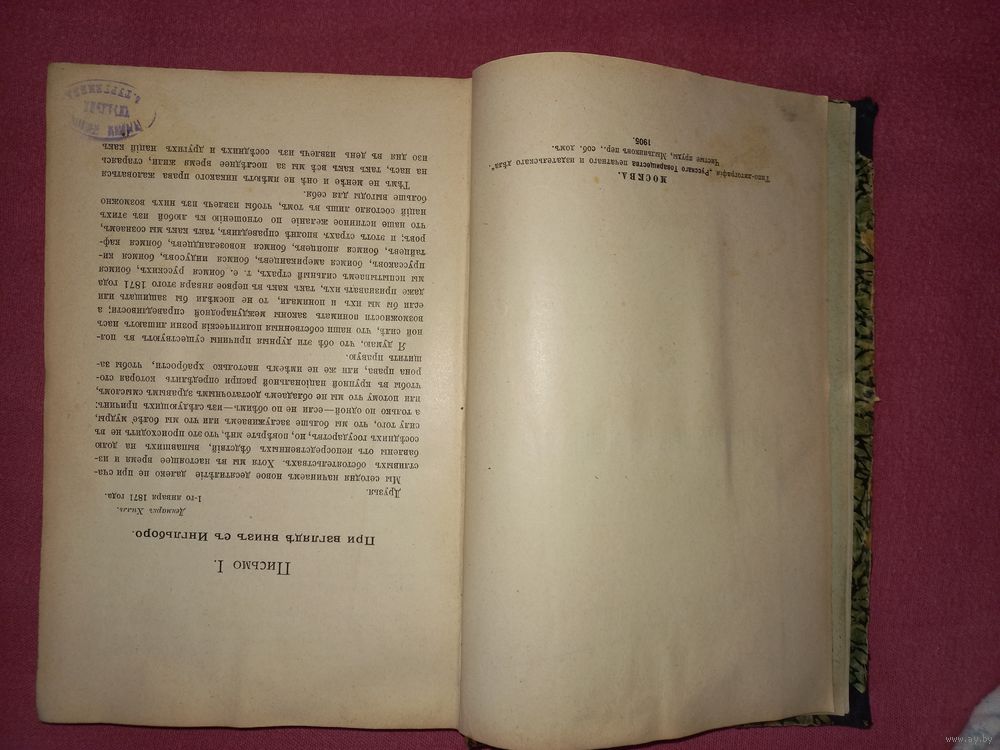 МОСКВА.
Типо-литографія „Русскаго Товарищества печатнаго и издательскаго дѣла“.
Чистые пруды, Мыльниковъ пер., соб. домъ.
1905.
Письмо I.
При взглядѣ внизъ съ Ингльборо.
Денмаркъ Хилль.
1-го января 1871 года.
Друзья.
Мы сегодня начинаемъ новое десятилѣтіе далеко не при сча-
стливыхъ обстоятельствахъ. Хотя мы въ настоящее время и из-
бавлены отъ непосредственныхъ бѣдствій, выпавшихъ на долю
сосѣднихъ государствъ, но, повѣрьте мнѣ, что это происходитъ не въ
силу того, что мы больше заслуживаемъ или что мы болѣе мудры,
а только по одной—если не по обѣимъ—изъ слѣдующихъ причинъ:
или потому что мы не обладаемъ достаточнымъ здравымъ смысломъ,
чтобы въ крупной національной распри опредѣлить которая сто-
рона права, или же не имѣемъ настолько храбрости, чтобы за-
щитить правую.
Я думаю, что обѣ эти дурныя причины существуютъ въ пол-
ной силѣ, что наши собственныя политическія розни лишаютъ насъ
возможности понимать законы международной справедливости; а
если бы мы ихъ и понимали, то не посмѣли бы защищать или
даже признавать ихъ, такъ какъ въ первое января этого 1871 года
мы испытываемъ сильный страхъ, т. е. боимся русскихъ, боимся
пруссаковъ, боимся американцевъ, боимся индусовъ, боимся ки-
тайцевъ, боимся японцевъ, боимся новозеландцевъ, боимся каф-
ровъ; и этотъ страхъ вполнѣ справедливъ, такъ какъ мы сознаемъ,
что наше истинное желаніе по отношенію къ любой изъ этихъ
націй состояло лишь въ томъ, чтобы извлечь изъ нихъ возможно
больше выгоды для себя.
Тѣмъ не менѣе и онѣ не имѣютъ никакого права жаловаться
на насъ, такъ какъ всѣ мы за послѣднее время жили, стараясь
изо дня въ день извлечь изъ сосѣднихъ и другихъ націй какъ
ТУРГЕНЕВА